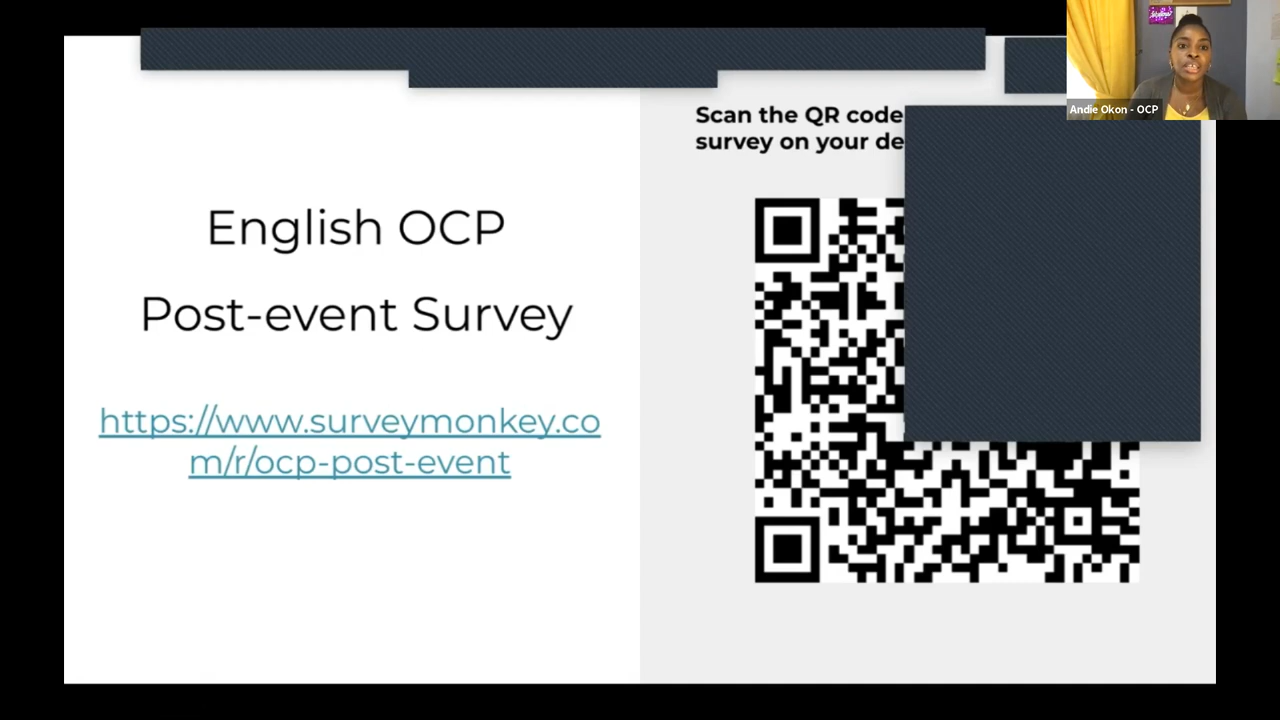 Andie Okon - OCP
Scan the QR code
survey on your de
English OCP
Post-event Survey
https://www.surveymonkey.co
m/r/ocp-post-event